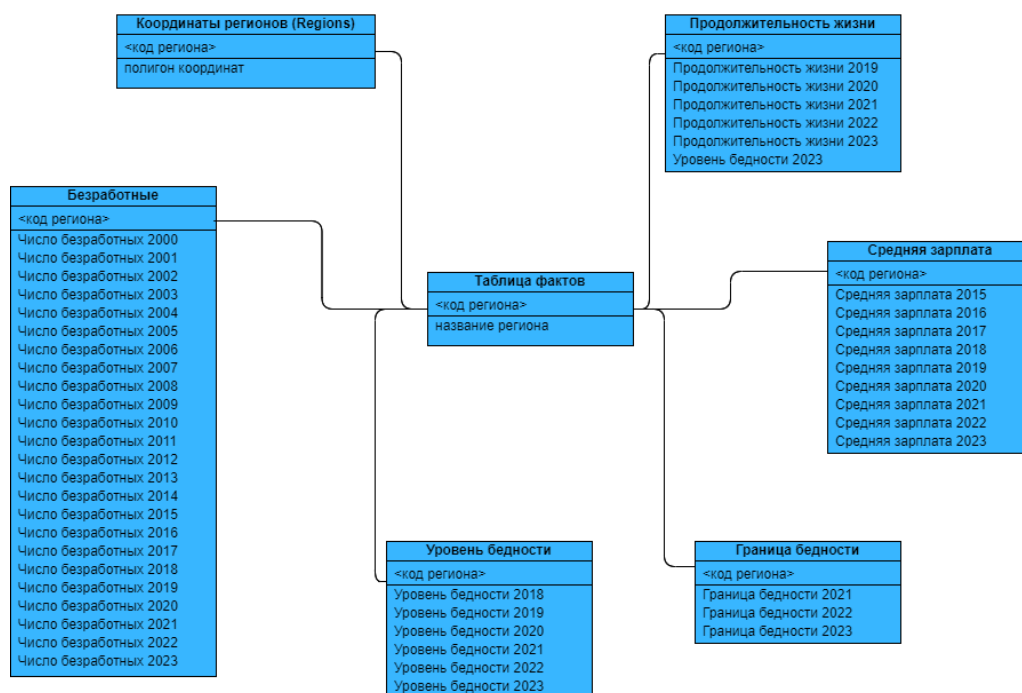 Координаты регионов (Regions)
<код региона>
полигон координат
Продолжительность жизни
<код региона>
Продолжительность жизни 2019
Продолжительность жизни 2020
Продолжительность жизни 2021
Продолжительность жизни 2022
Продолжительность жизни 2023
Уровень бедности 2023
Безработные
<код региона>
Число безработных 2000
Число безработных 2001
Число безработных 2002
Число безработных 2003
Число безработных 2004
Число безработных 2005
Число безработных 2006
Число безработных 2007
Число безработных 2008
Число безработных 2009
Число безработных 2010
Число безработных 2011
Число безработных 2012
Число безработных 2013
Число безработных 2014
Число безработных 2015
Число безработных 2016
Число безработных 2017
Число безработных 2018
Число безработных 2019
Число безработных 2020
Число безработных 2021
Число безработных 2022
Число безработных 2023
Таблица фактов
<код региона>
название региона
Средняя зарплата
<код региона>
Средняя зарплата 2015
Средняя зарплата 2016
Средняя зарплата 2017
Средняя зарплата 2018
Средняя зарплата 2019
Средняя зарплата 2020
Средняя зарплата 2021
Средняя зарплата 2022
Средняя зарплата 2023
Уровень бедности
<код региона>
Уровень бедности 2018
Уровень бедности 2019
Уровень бедности 2020
Уровень бедности 2021
Уровень бедности 2022
Уровень бедности 2023
Граница бедности
<код региона>
Граница бедности 2021
Граница бедности 2022
Граница бедности 2023